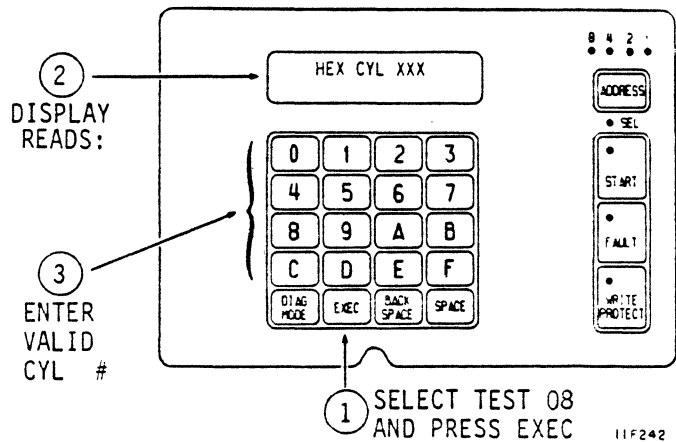 8 4 2 1
2
HEX CYL XXX
ADDRESS
DISPLAY
READS:
SEL
0 1 2 3
START
4 5 6 7
8 9 A B
FAULT
C D E F
3
ENTER
VALID
CYL #
DIAG
MODE
EXEC
BACK
SPACE
SPACE
WRITE
PROTECT
1
SELECT TEST 08
AND PRESS EXEC
11F242